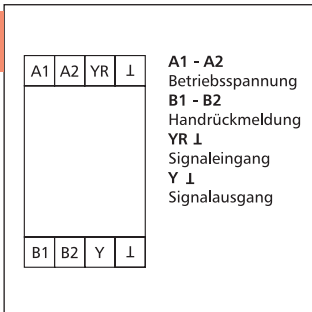 A1 A2 YR ⊥
B1 B2 Y ⊥
A1 - A2
Betriebsspannung
B1 - B2
Handrückmeldung
YR ⊥
Signaleingang
Y ⊥
Signalausgang